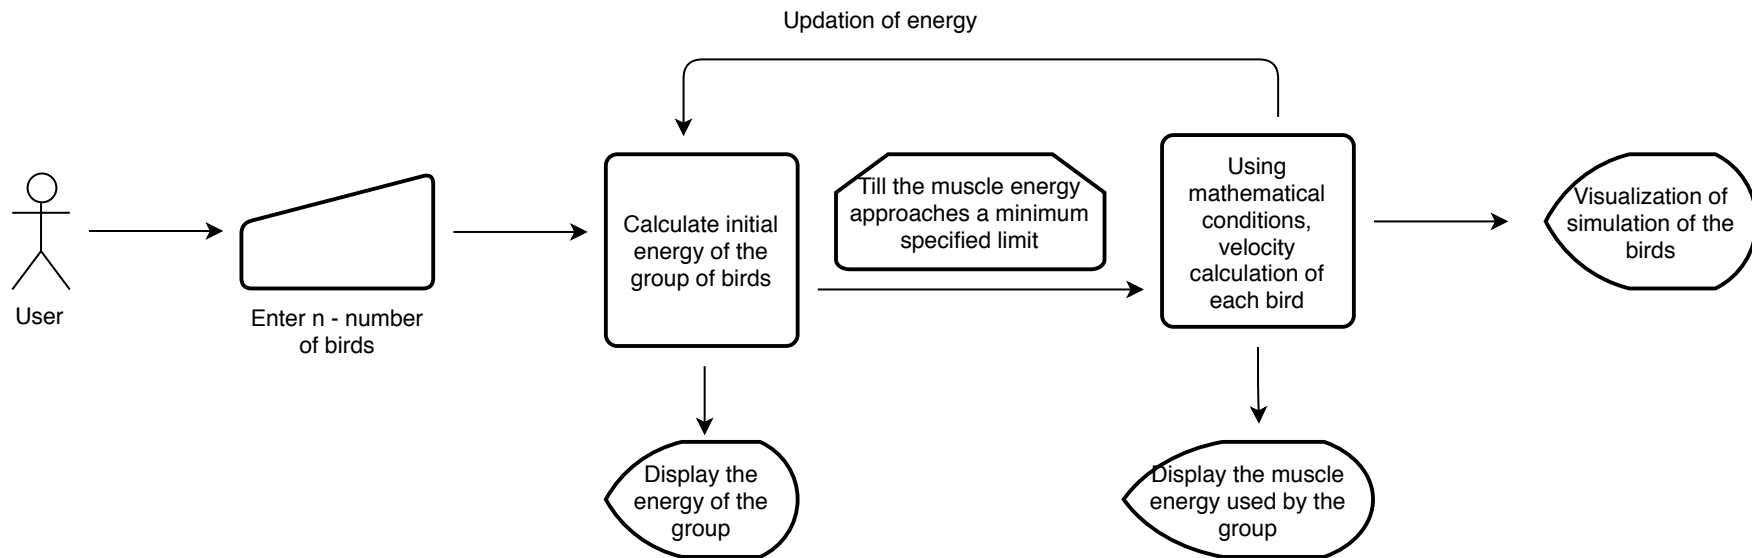 Updation of energy
User
Enter n - number
of birds
Calculate initial
energy of the
group of birds
Till the muscle energy
approaches a minimum
specified limit
Using
mathematical
conditions,
velocity
calculation of
each bird
Visualization of
simulation of the
birds
Display the
energy of the
group
Display the muscle
energy used by the
group